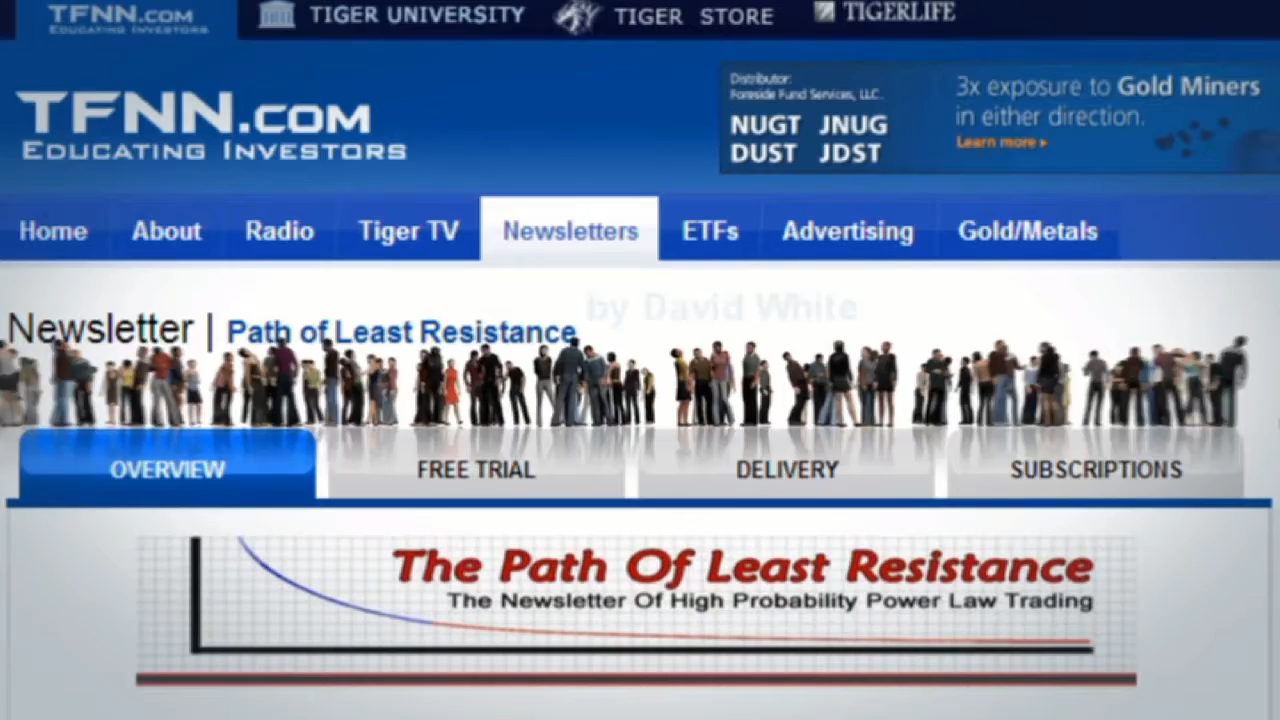 TFNN.COM
EDUCATING INVESTORS
TIGER UNIVERSITY
TIGER STORE
TIGERLIFE
TFNN.COM
EDUCATING INVESTORS
Distributor:
Foreside Fund Services, LLC.
NUGT JNUG
DUST JDST
3x exposure to Gold Miners
in either direction.
Learn more
Home About Radio Tiger TV Newsletters ETFs Advertising Gold/Metals
by David White
Newsletter | Path of Least Resistance
OVERVIEW FREE TRIAL DELIVERY SUBSCRIPTIONS
The Path Of Least Resistance
The Newsletter Of High Probability Power Law Trading